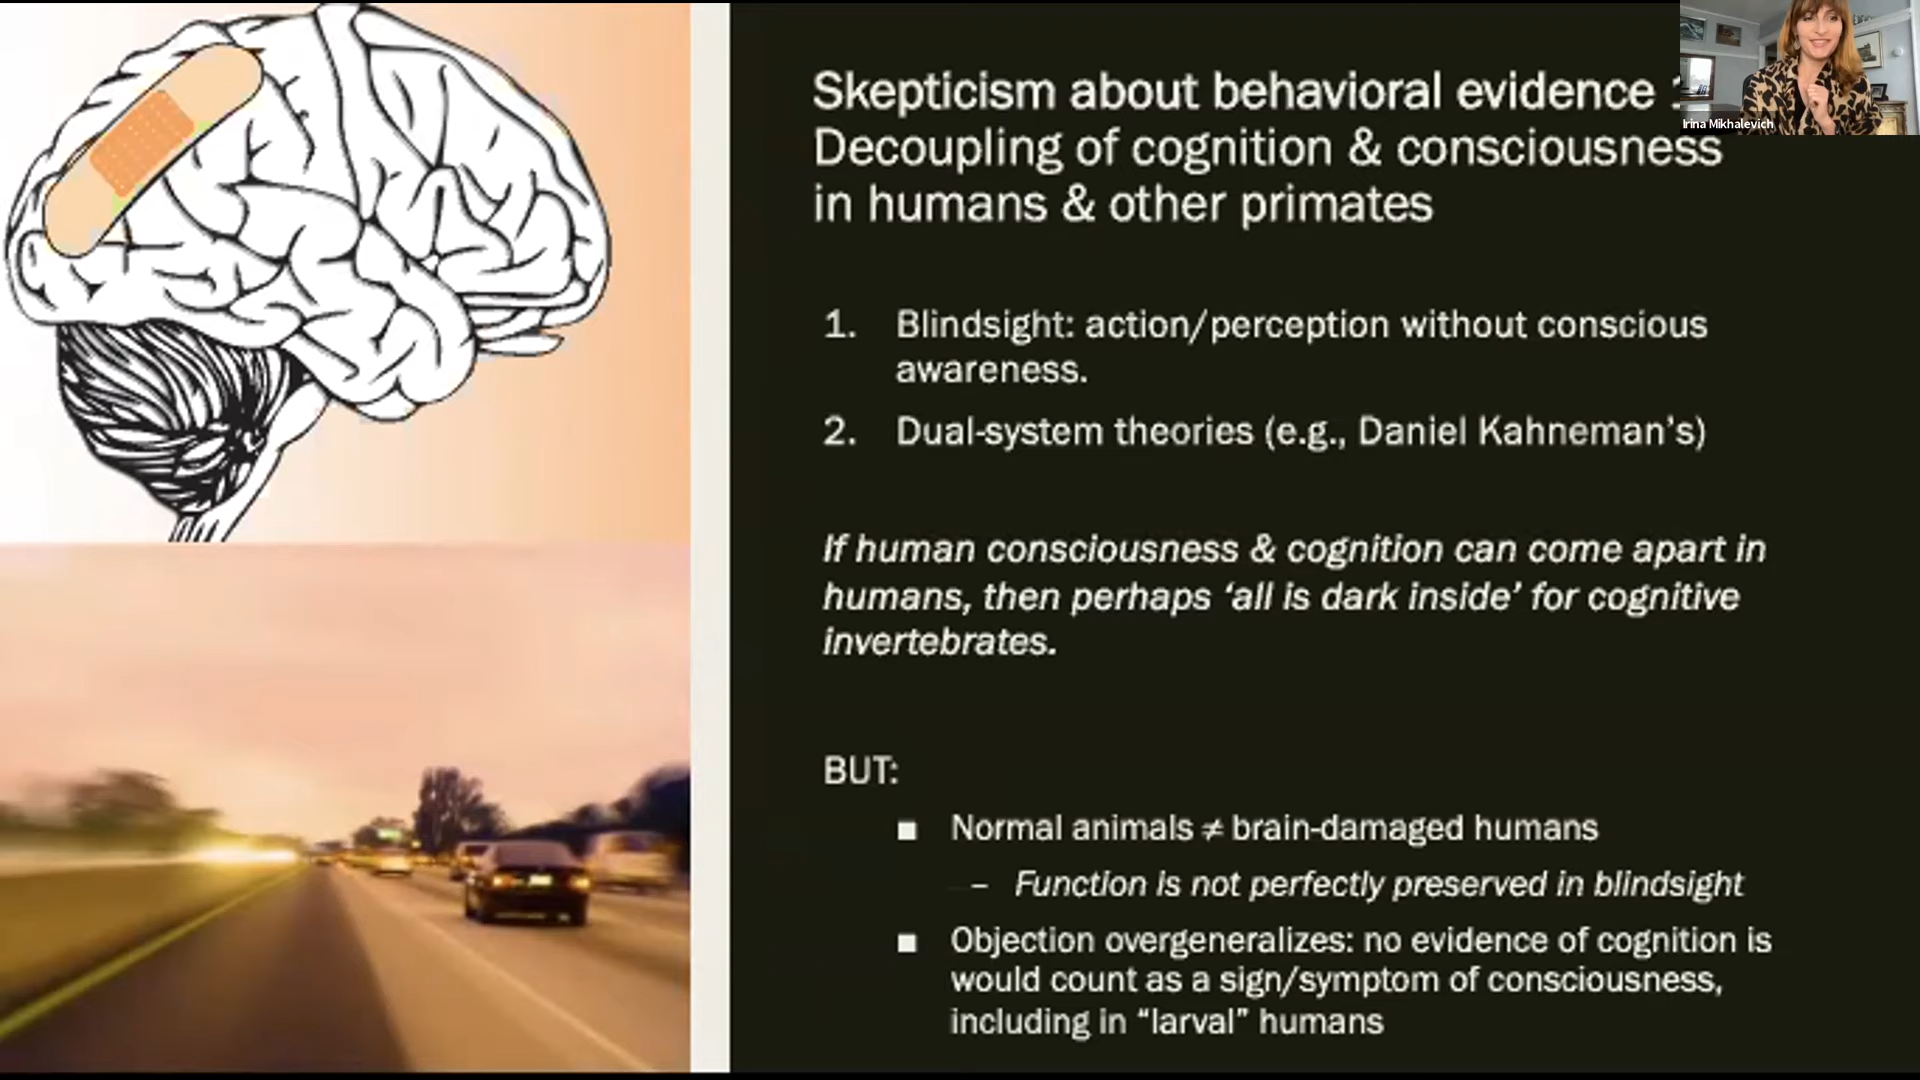 Skepticism about behavioral evidence
Decoupling of cognition & consciousness
in humans & other primates
Irina Mikhalevich
1. Blindsight: action/perception without conscious
awareness.
2. Dual-system theories (e.g., Daniel Kahneman's)
If human consciousness & cognition can come apart in
humans, then perhaps 'all is dark inside' for cognitive
invertebrates.
BUT:
■ Normal animals ≠ brain-damaged humans
– Function is not perfectly preserved in blindsight
■ Objection overgeneralizes: no evidence of cognition is
would count as a sign/symptom of consciousness,
including in "larval" humans